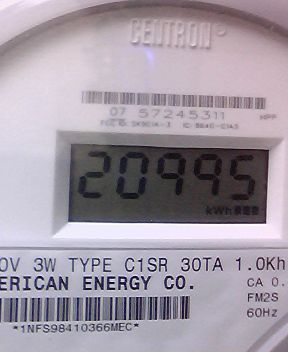 CENTRON®
07 57245311
20995
kWh
0V 3W TYPE C1SR 30TA 1.0Kh
ERICAN ENERGY CO.
CA 0.
FM2S
60Hz
*1NFS98410366MEC*